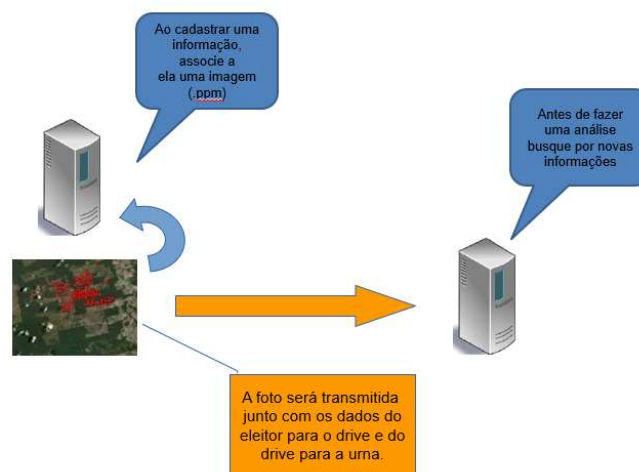 Ao cadastrar uma
informação,
associe a
ela uma imagem
(.ppm)
Antes de fazer
uma análise
busque por novas
informações
A foto será transmitida
junto com os dados do
eleitor para o drive e do
drive para a urna.